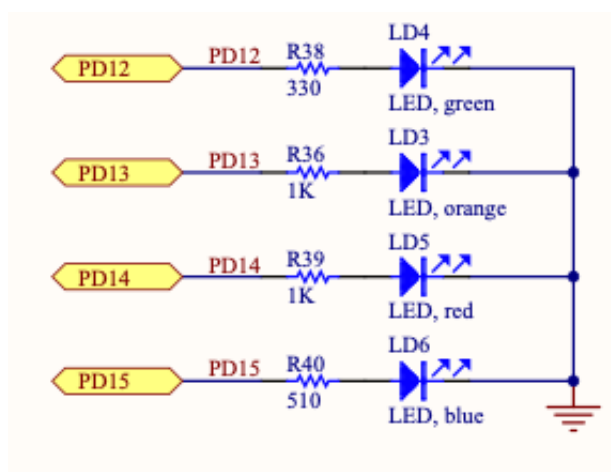 LD4
PD12 PD12 R38
330 LED, green
LD3
PD13 PD13 R36
1K LED, orange
LD5
PD14 PD14 R39
1K LED, red
LD6
PD15 PD15 R40
510 LED, blue